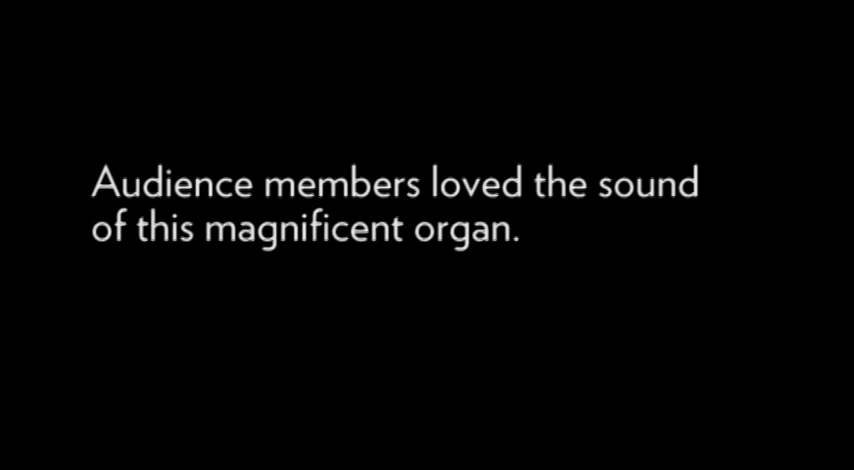 Audience members loved the sound
of this magnificent organ.